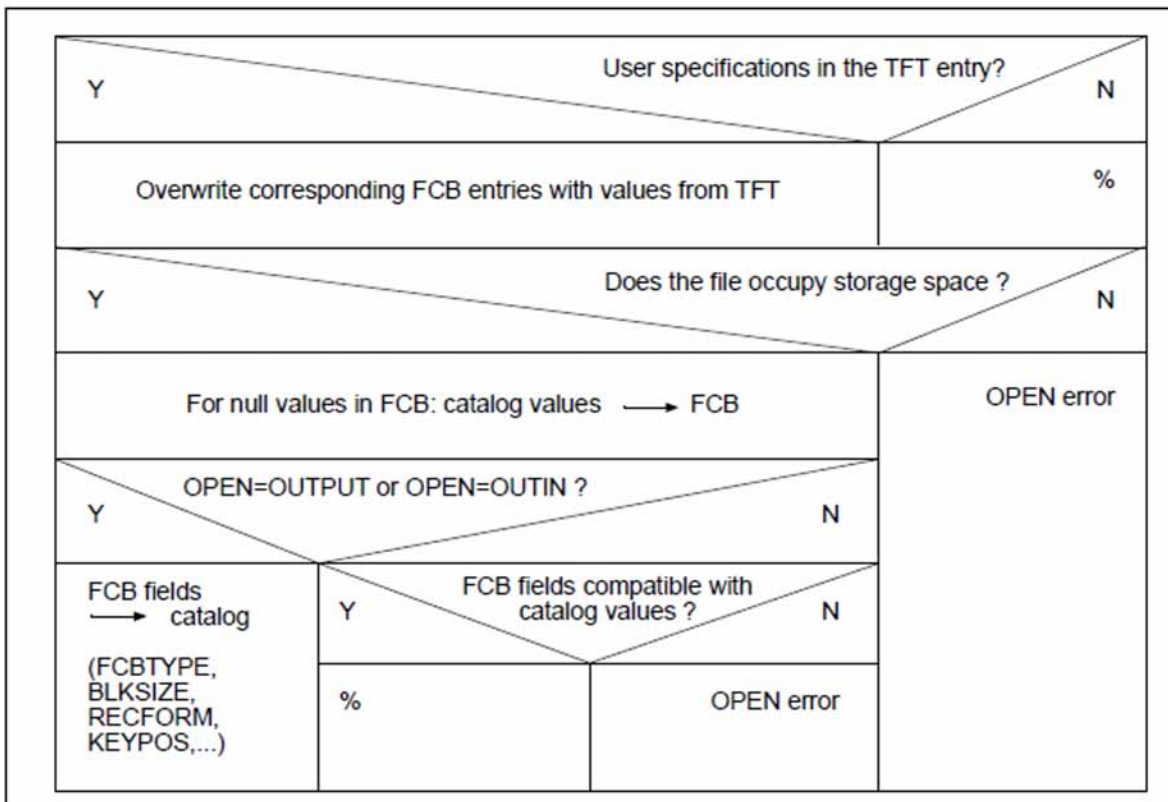 User specifications in the TFT entry?
Y
N
Overwrite corresponding FCB entries with values from TFT
%
Does the file occupy storage space ?
Y
N
For null values in FCB: catalog values ⟶ FCB
OPEN error
OPEN=OUTPUT or OPEN=OUTIN ?
Y
N
FCB fields
⟶ catalog
(FCBTYPE,
BLKSIZE,
RECFORM,
KEYPOS,...)
FCB fields compatible with
catalog values ?
Y
N
%
OPEN error